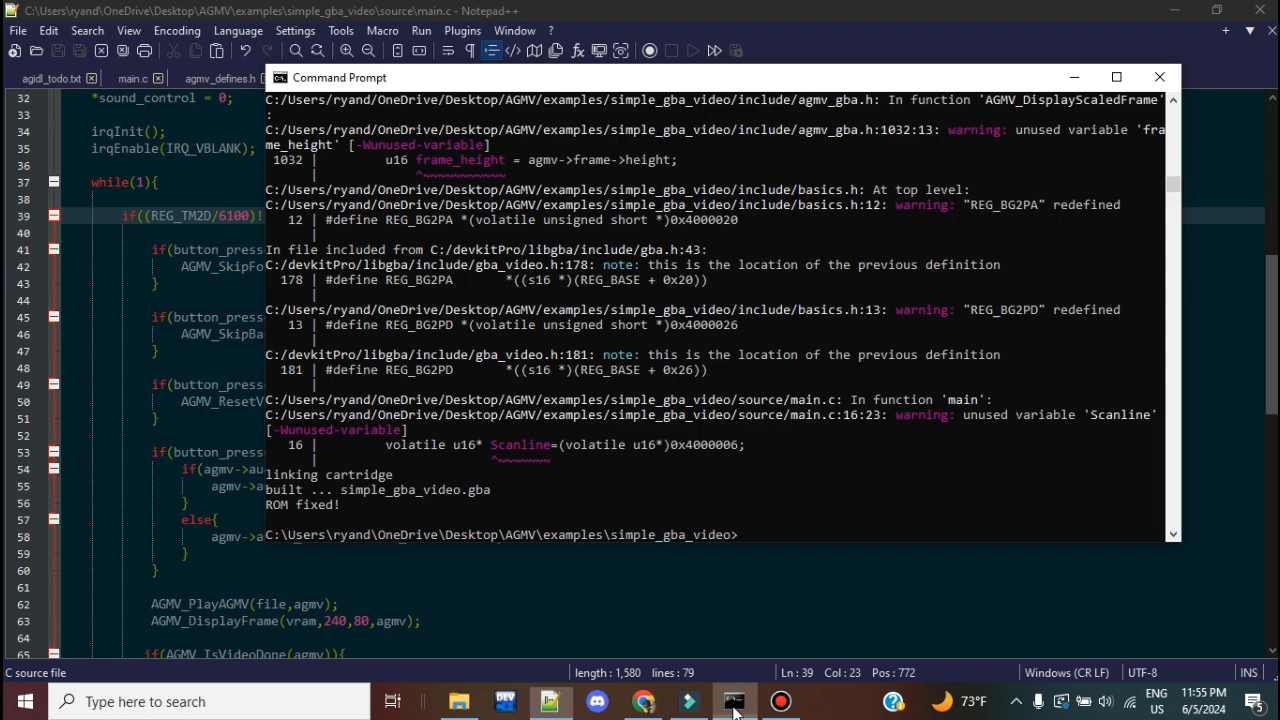 C:\Users\ryand\OneDrive\Desktop\AGMV\examples\simple_gba_video\source\main.c - Notepad++
File Edit Search View Encoding Language Settings Tools Macro Run Plugins Window ?
agidl_todo.txt main.c agmv_defines.h
Command Prompt
32 *sound_control = 0;
33
34 irqInit();
35 irqEnable(IRQ_VBLANK);
36
37 while(1){
38
39 if((REG_TM2D/6100)!
40
41 if(button_press
42 AGMV_SkipFo
43 }
44
45 if(button_press
46 AGMV_SkipBa
47 }
48
49 if(button_press
50 AGMV_ResetV
51 }
52
53 if(button_press
54 if(agmv->au
55 agmv->a
56 }
57 else{
58 agmv->a
59 }
60 }
61
62 AGMV_PlayAGMV(file,agmv);
63 AGMV_DisplayFrame(vram,240,80,agmv);
64
65 if(AGMV_IsVideoDone(agmv)){
C:/Users/ryand/OneDrive/Desktop/AGMV/examples/simple_gba_video/include/agmv_gba.h: In function 'AGMV_DisplayScaledFrame'
:
C:/Users/ryand/OneDrive/Desktop/AGMV/examples/simple_gba_video/include/agmv_gba.h:1032:13: warning: unused variable 'fra
me_height' [-Wunused-variable]
1032 | u16 frame_height = agmv->frame->height;
| ^~~~~~~~~~~~
C:/Users/ryand/OneDrive/Desktop/AGMV/examples/simple_gba_video/include/basics.h: At top level:
C:/Users/ryand/OneDrive/Desktop/AGMV/examples/simple_gba_video/include/basics.h:12: warning: "REG_BG2PA" redefined
12 | #define REG_BG2PA *(volatile unsigned short *)0x4000020
|
In file included from C:/devkitPro/libgba/include/gba.h:43:
C:/devkitPro/libgba/include/gba_video.h:178: note: this is the location of the previous definition
178 | #define REG_BG2PA *((s16 *)(REG_BASE + 0x20))
|
C:/Users/ryand/OneDrive/Desktop/AGMV/examples/simple_gba_video/include/basics.h:13: warning: "REG_BG2PD" redefined
13 | #define REG_BG2PD *(volatile unsigned short *)0x4000026
|
C:/devkitPro/libgba/include/gba_video.h:181: note: this is the location of the previous definition
181 | #define REG_BG2PD *((s16 *)(REG_BASE + 0x26))
|
C:/Users/ryand/OneDrive/Desktop/AGMV/examples/simple_gba_video/source/main.c: In function 'main':
C:/Users/ryand/OneDrive/Desktop/AGMV/examples/simple_gba_video/source/main.c:16:23: warning: unused variable 'Scanline'
[-Wunused-variable]
16 | volatile u16* Scanline=(volatile u16*)0x4000006;
| ^~~~~~~~
linking cartridge
built ... simple_gba_video.gba
ROM fixed!
C:\Users\ryand\OneDrive\Desktop\AGMV\examples\simple_gba_video>
C source file length : 1,580 lines : 79 Ln : 39 Col : 23 Pos : 772 Windows (CR LF) UTF-8 INS
Type here to search
DEV
73°F
ENG
US
11:55 PM
6/5/2024
5